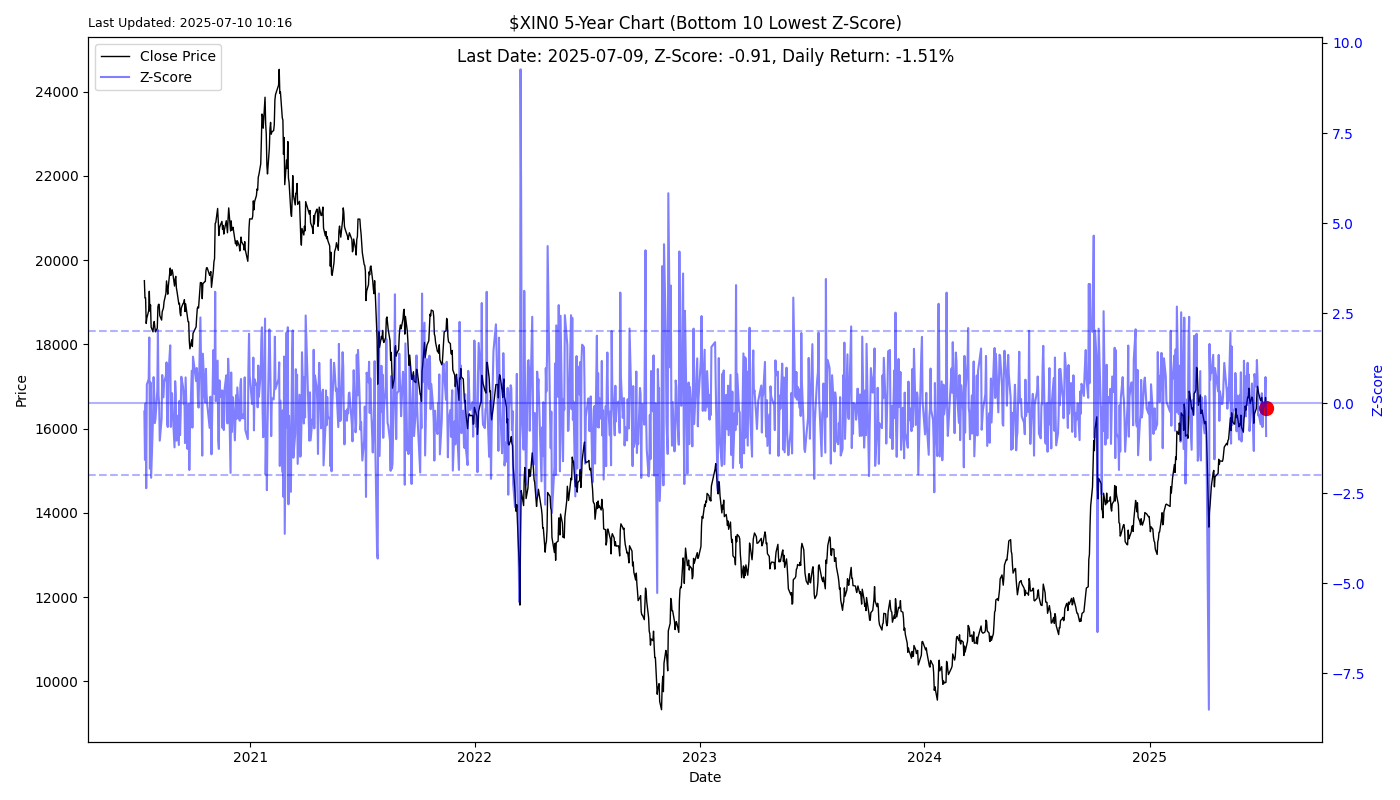 Last Updated: 2025-07-10 10:16
$XIN0 5-Year Chart (Bottom 10 Lowest Z-Score)
Last Date: 2025-07-09, Z-Score: -0.91, Daily Return: -1.51%
Close Price
Z-Score
24000
22000
20000
18000
16000
14000
12000
10000
Price
10.0
7.5
5.0
2.5
0.0
−2.5
−5.0
−7.5
Z-Score
2021
2022
2023
2024
2025
Date